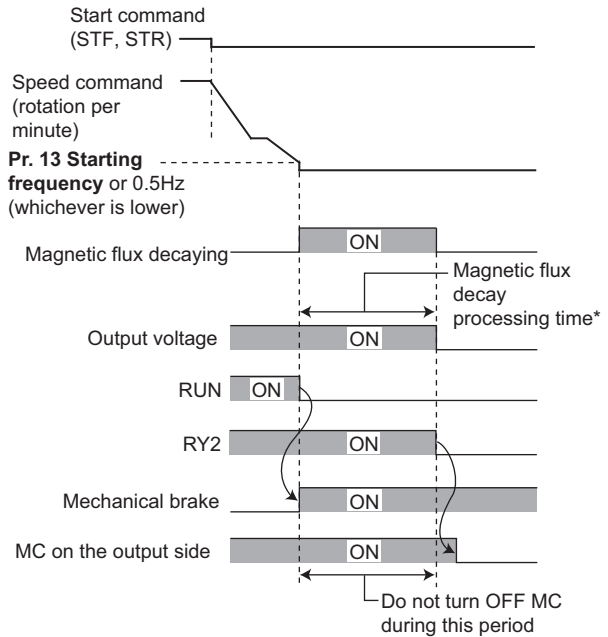 Start command
(STF, STR)
Speed command
(rotation per
minute)
Pr. 13 Starting
frequency or 0.5Hz
(whichever is lower)
Magnetic flux decaying
ON
Magnetic flux
decay
processing time*
Output voltage
ON
RUN
ON
RY2
ON
Mechanical brake
ON
MC on the output side
ON
Do not turn OFF MC
during this period